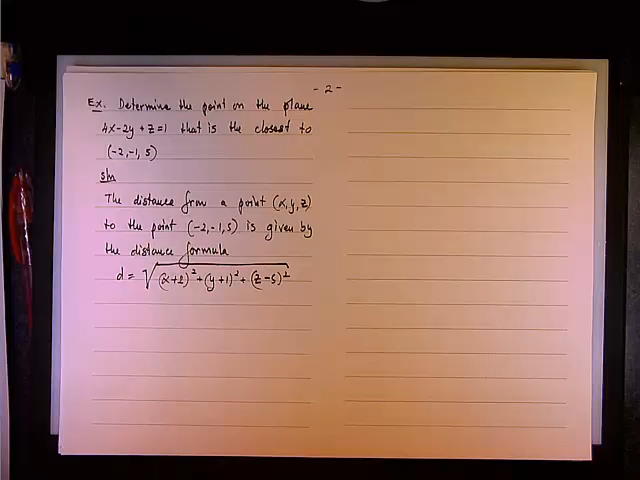 - 2 -
Ex. Determine the point on the plane
4x-2y+z=1 that is the closest to
(-2,-1, 5)
sln
The distance from a point (x,y,z)
to the point (-2,-1,5) is given by
the distance formula
d = √((x+2)²+(y+1)²+(z-5)²)